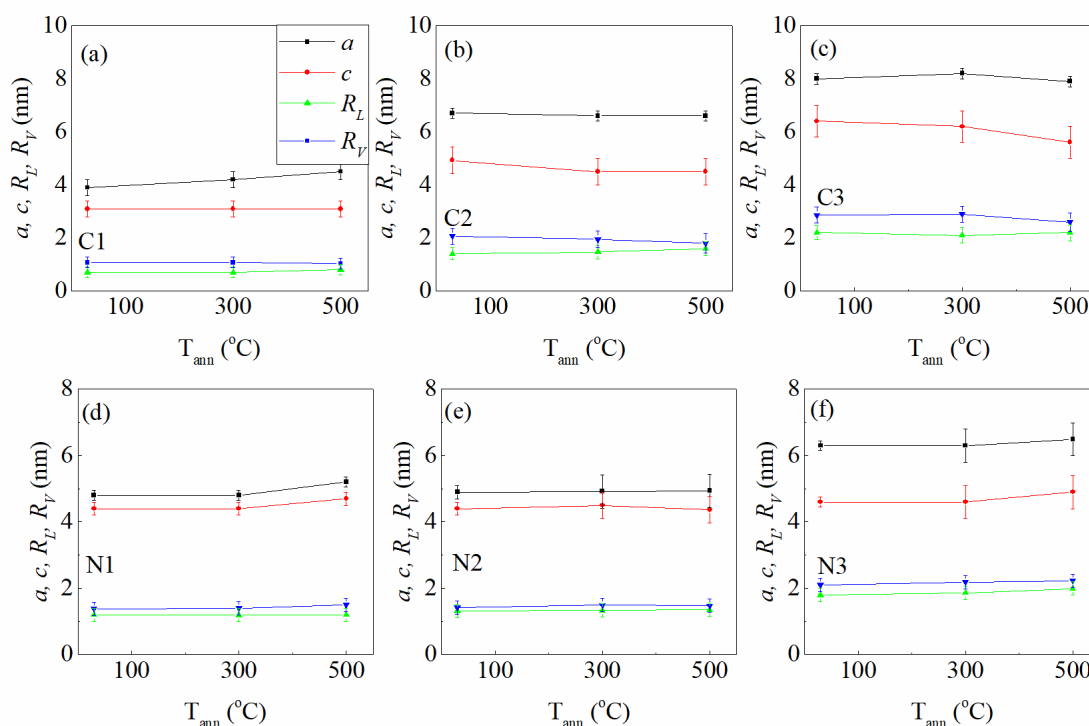 (a)
a
c
R_L
R_V
C1
a, c, R_L, R_V (nm)
10
8
6
4
2
0
100 300 500
T_ann (°C)
(b)
C2
a, c, R_L, R_V (nm)
10
8
6
4
2
0
100 300 500
T_ann (°C)
(c)
C3
a, c, R_L, R_V (nm)
10
8
6
4
2
0
100 300 500
T_ann (°C)
(d)
N1
a, c, R_L, R_V (nm)
8
6
4
2
0
100 300 500
T_ann (°C)
(e)
N2
a, c, R_L, R_V (nm)
8
6
4
2
0
100 300 500
T_ann (°C)
(f)
N3
a, c, R_L, R_V (nm)
8
6
4
2
0
100 300 500
T_ann (°C)